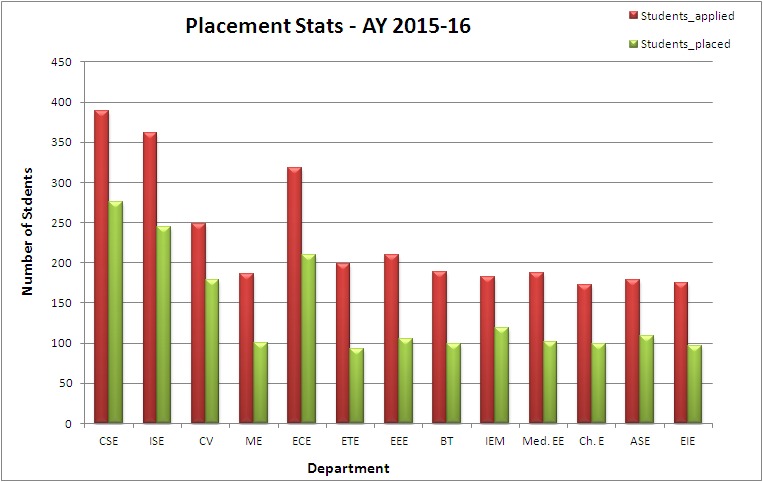 Placement Stats - AY 2015-16
Students_applied
Students_placed
450
400
350
300
250
200
150
100
50
0
Number of Stdents
CSE ISE CV ME ECE ETE EEE BT IEM Med. EE Ch. E ASE EIE
Department